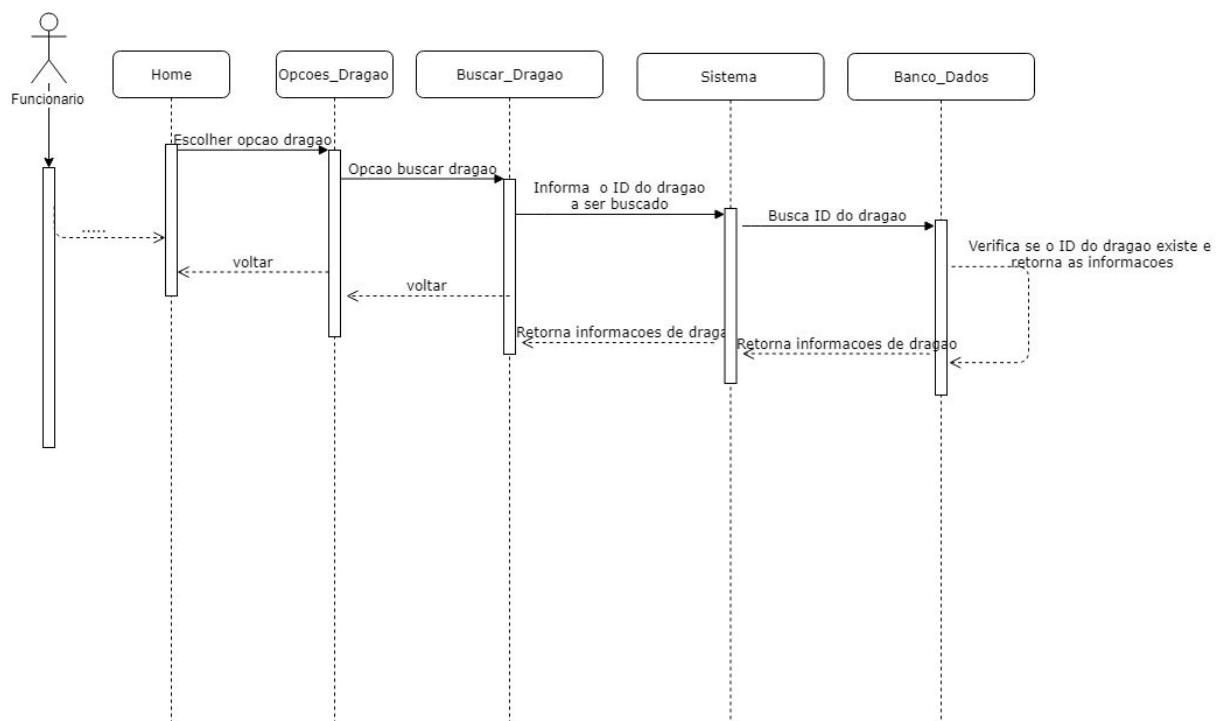 Funcionario
Home
Opcoes_Dragao
Buscar_Dragao
Sistema
Banco_Dados
Escolher opcao dragao
Opcao buscar dragao
Informa o ID do dragao
a ser buscado
Busca ID do dragao
Verifica se o ID do dragao existe e
retorna as informacoes
.....
voltar
voltar
Retorna informacoes de draga
Retorna informacoes de dragao